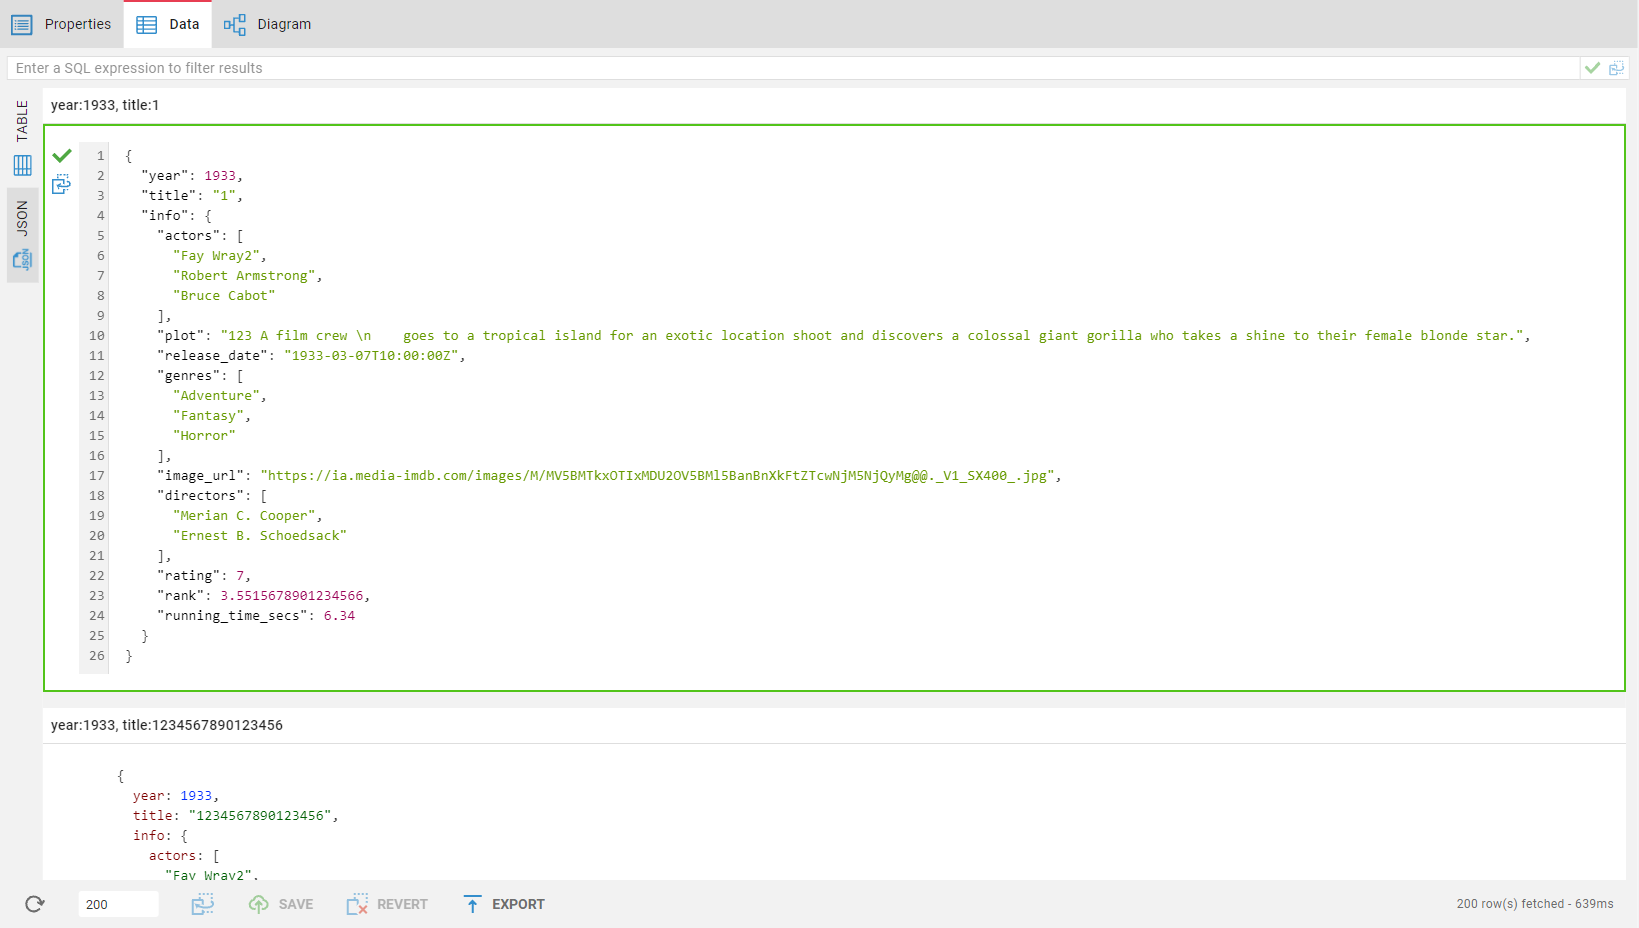 Properties Data Diagram
Enter a SQL expression to filter results
TABLE
JSON
JSON
year:1933, title:1
1 {
2   "year": 1933,
3   "title": "1",
4   "info": {
5     "actors": [
6       "Fay Wray2",
7       "Robert Armstrong",
8       "Bruce Cabot"
9     ],
10     "plot": "123 A film crew \n    goes to a tropical island for an exotic location shoot and discovers a colossal giant gorilla who takes a shine to their female blonde star.",
11     "release_date": "1933-03-07T10:00:00Z",
12     "genres": [
13       "Adventure",
14       "Fantasy",
15       "Horror"
16     ],
17     "image_url": "https://ia.media-imdb.com/images/M/MV5BMTkxOTIxMDU2OV5BMl5BanBnXkFtZTcwNjM5NjQyMg@@._V1_SX400_.jpg",
18     "directors": [
19       "Merian C. Cooper",
20       "Ernest B. Schoedsack"
21     ],
22     "rating": 7,
23     "rank": 3.5515678901234566,
24     "running_time_secs": 6.34
25   }
26 }
year:1933, title:1234567890123456
{
  year: 1933,
  title: "1234567890123456",
  info: {
    actors: [
      "Fay Wray2",
200 SAVE REVERT EXPORT 200 row(s) fetched - 639ms